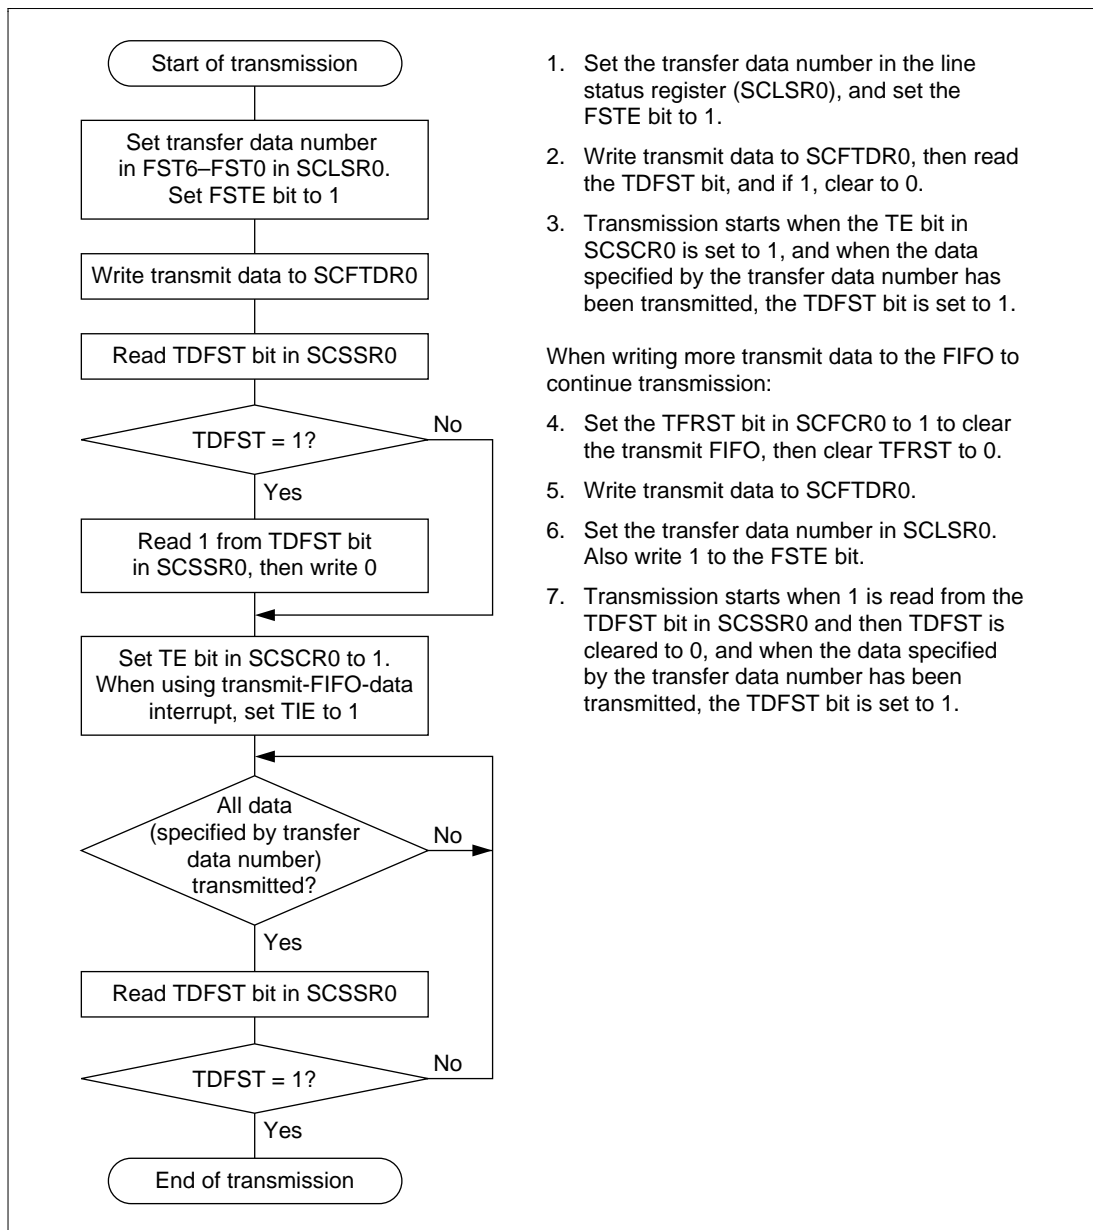 Start of transmission
Set transfer data number
in FST6–FST0 in SCLSR0.
Set FSTE bit to 1
Write transmit data to SCFTDR0
Read TDFST bit in SCSSR0
TDFST = 1?
No
Yes
Read 1 from TDFST bit
in SCSSR0, then write 0
Set TE bit in SCSCR0 to 1.
When using transmit-FIFO-data
interrupt, set TIE to 1
All data
(specified by transfer
data number)
transmitted?
No
Yes
Read TDFST bit in SCSSR0
TDFST = 1?
No
Yes
End of transmission
1. Set the transfer data number in the line
status register (SCLSR0), and set the
FSTE bit to 1.
2. Write transmit data to SCFTDR0, then read
the TDFST bit, and if 1, clear to 0.
3. Transmission starts when the TE bit in
SCSCR0 is set to 1, and when the data
specified by the transfer data number has
been transmitted, the TDFST bit is set to 1.
When writing more transmit data to the FIFO to
continue transmission:
4. Set the TFRST bit in SCFCR0 to 1 to clear
the transmit FIFO, then clear TFRST to 0.
5. Write transmit data to SCFTDR0.
6. Set the transfer data number in SCLSR0.
Also write 1 to the FSTE bit.
7. Transmission starts when 1 is read from the
TDFST bit in SCSSR0 and then TDFST is
cleared to 0, and when the data specified
by the transfer data number has been
transmitted, the TDFST bit is set to 1.